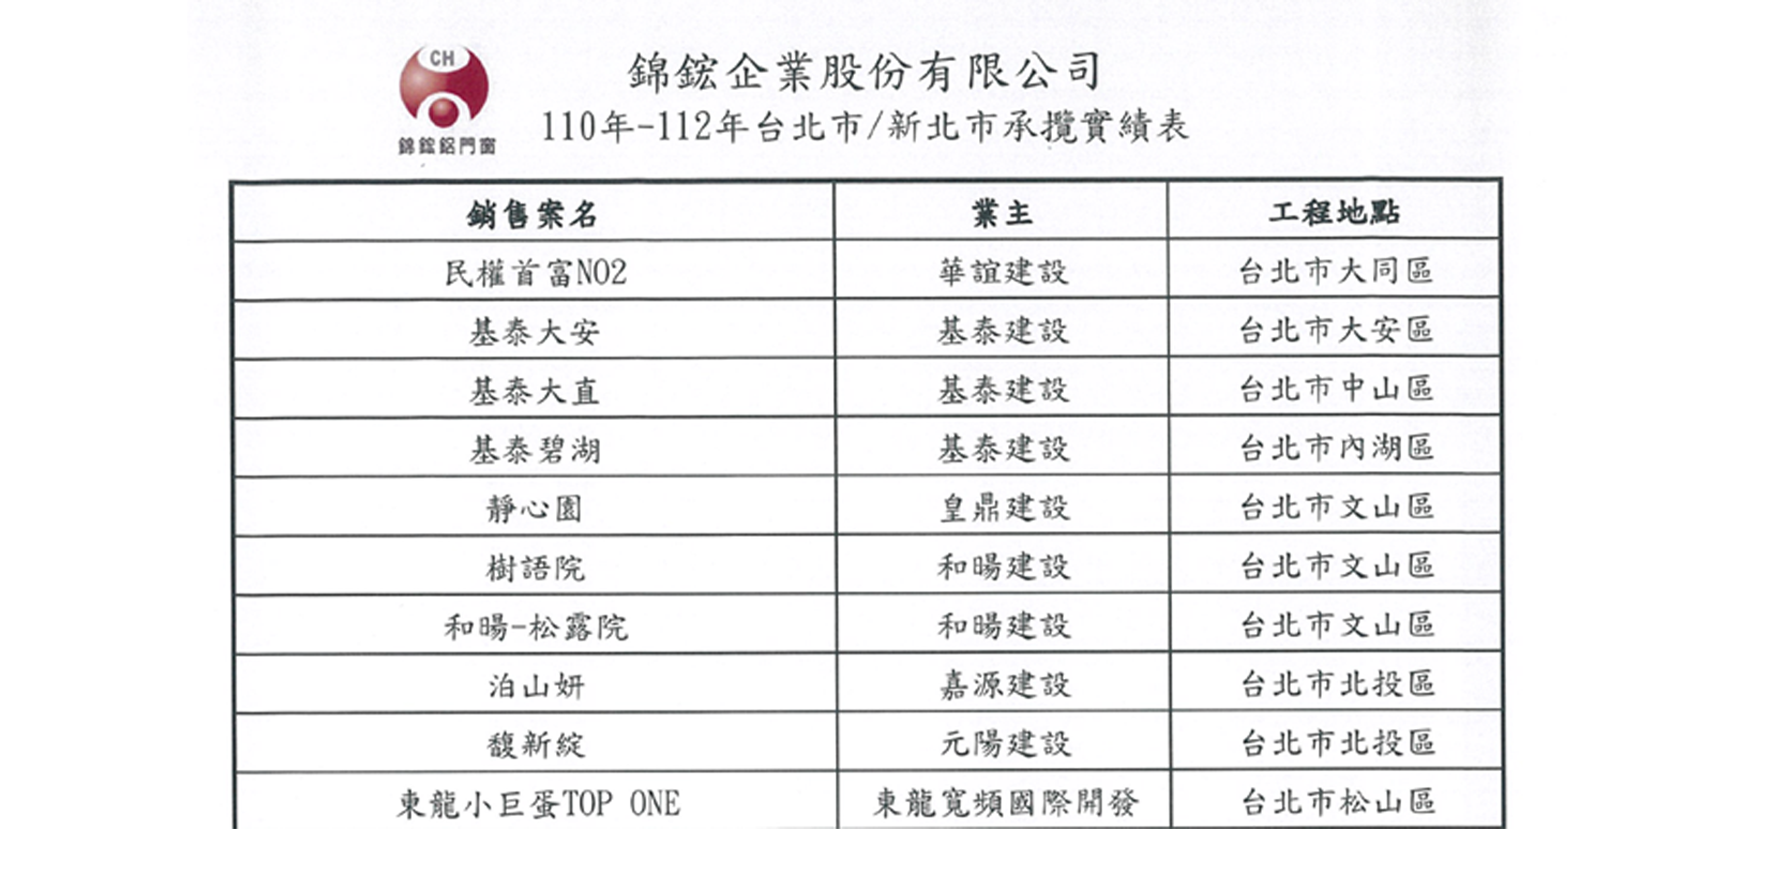 CH
錦鋐鋁門窗
錦鋐企業股份有限公司
110年-112年台北市/新北市承攬實績表
銷售案名 業主 工程地點
民權首富NO2 華誼建設 台北市大同區
基泰大安 基泰建設 台北市大安區
基泰大直 基泰建設 台北市中山區
基泰碧湖 基泰建設 台北市內湖區
靜心園 皇鼎建設 台北市文山區
樹語院 和暘建設 台北市文山區
和暘-松露院 和暘建設 台北市文山區
泊山妍 嘉源建設 台北市北投區
馥新綻 元陽建設 台北市北投區
東龍小巨蛋TOP ONE 東龍寬頻國際開發 台北市松山區